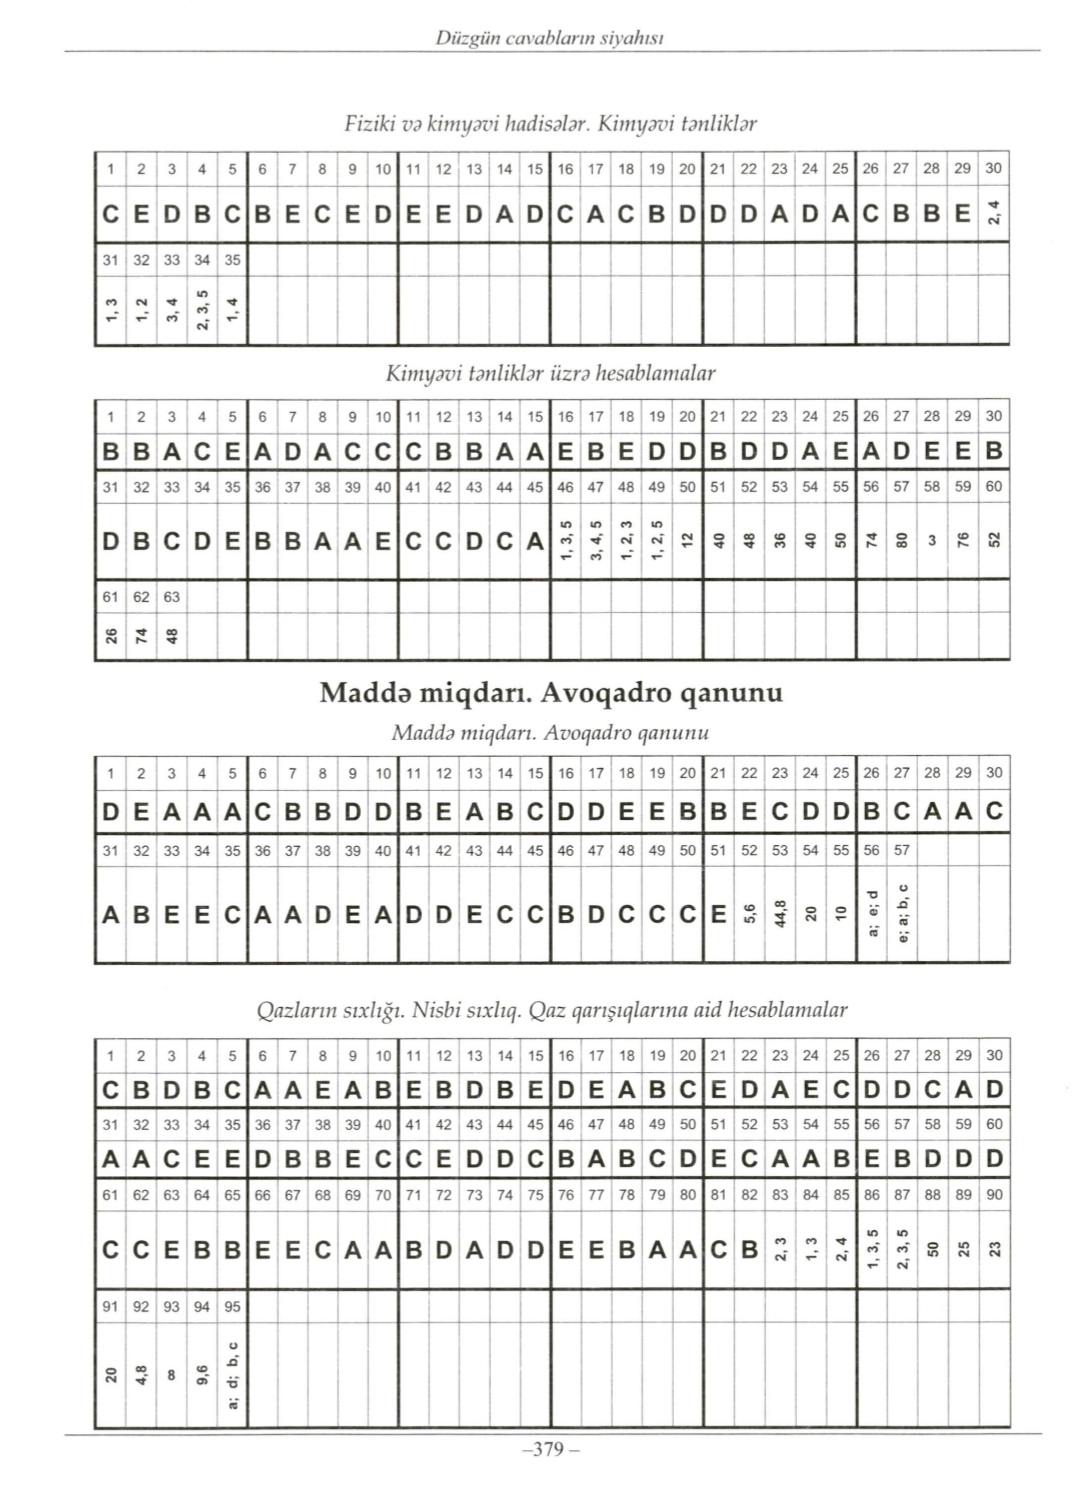 Düzgün cavabların siyahısı
Fiziki və kimyəvi hadisələr. Kimyəvi tənliklər
1 2 3 4 5 6 7 8 9 10 11 12 13 14 15 16 17 18 19 20 21 22 23 24 25 26 27 28 29 30
C E D B C B E C E D E E D A D C A C B D D D A D A C B B E 2, 4
31 32 33 34 35
1, 3 1, 2 3, 4 2, 3, 5 1, 4
Kimyəvi tənliklər üzrə hesablamalar
1 2 3 4 5 6 7 8 9 10 11 12 13 14 15 16 17 18 19 20 21 22 23 24 25 26 27 28 29 30
B B A C E A D A C C C B B A A E B E D D B D D A E A D E E B
31 32 33 34 35 36 37 38 39 40 41 42 43 44 45 46 47 48 49 50 51 52 53 54 55 56 57 58 59 60
D B C D E B B A A E C C D C A 1, 3, 5 3, 4, 5 1, 2, 3 1, 2, 5 12 40 48 36 40 50 74 80 3 76 52
61 62 63
26 74 48
Maddə miqdarı. Avoqadro qanunu
Maddə miqdarı. Avoqadro qanunu
1 2 3 4 5 6 7 8 9 10 11 12 13 14 15 16 17 18 19 20 21 22 23 24 25 26 27 28 29 30
D E A A A C B B D D B E A B C D D E E B B E C D D B C A A C
31 32 33 34 35 36 37 38 39 40 41 42 43 44 45 46 47 48 49 50 51 52 53 54 55 56 57
A B E E C A A D E A D D E C C B D C C C E 5,6 44,8 20 10 a; e; d e; a; b, c
Qazların sıxlığı. Nisbi sıxlıq. Qaz qarışıqlarına aid hesablamalar
1 2 3 4 5 6 7 8 9 10 11 12 13 14 15 16 17 18 19 20 21 22 23 24 25 26 27 28 29 30
C B D B C A A E A B E B D B E D E A B C E D A E C D D C A D
31 32 33 34 35 36 37 38 39 40 41 42 43 44 45 46 47 48 49 50 51 52 53 54 55 56 57 58 59 60
A A C E E D B B E C C E D D C B A B C D E C A A B E B D D D
61 62 63 64 65 66 67 68 69 70 71 72 73 74 75 76 77 78 79 80 81 82 83 84 85 86 87 88 89 90
C C E B B E E C A A B D A D D E E B A A C B 2, 3 1, 3 2, 4 1, 3, 5 2, 3, 5 50 25 23
91 92 93 94 95
20 4,8 8 9,6 a; d; b, c
–379 –